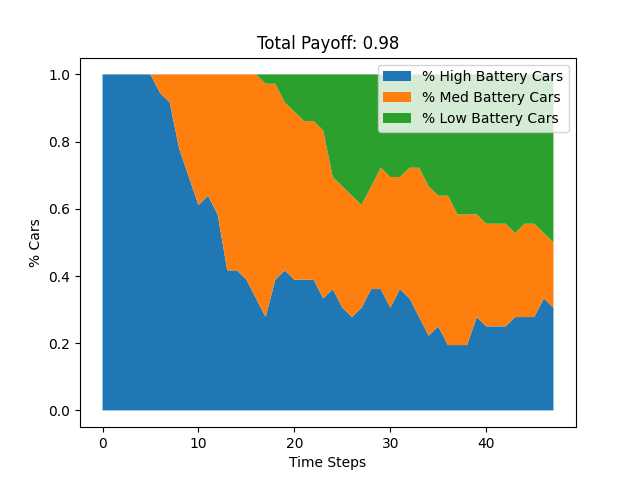 Total Payoff: 0.98
% High Battery Cars
% Med Battery Cars
% Low Battery Cars
% Cars
1.0
0.8
0.6
0.4
0.2
0.0
0 10 20 30 40
Time Steps